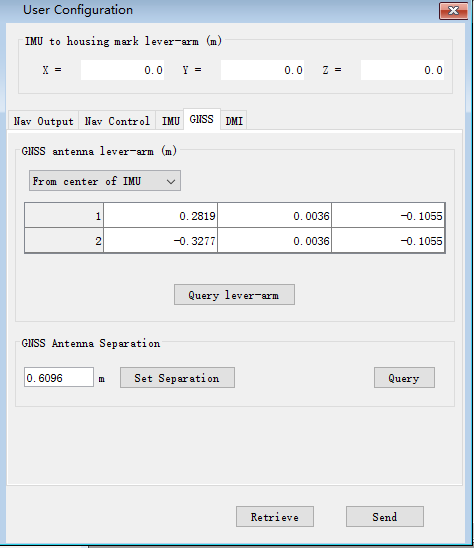 User Configuration
IMU to housing mark lever-arm (m)
X = 0.0 Y = 0.0 Z = 0.0
Nav Output Nav Control IMU GNSS DMI
GNSS antenna lever-arm (m)
From center of IMU
1 0.2819 0.0036 -0.1055
2 -0.3277 0.0036 -0.1055
Query lever-arm
GNSS Antenna Separation
0.6096 m Set Separation Query
Retrieve Send